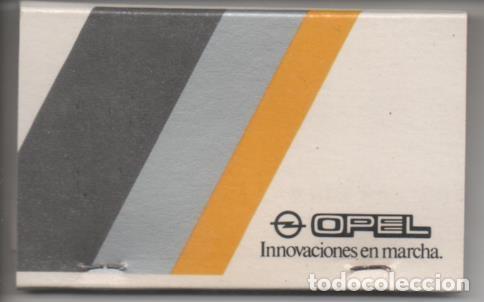 OPEL
Innovaciones en marcha.
todocoleccion